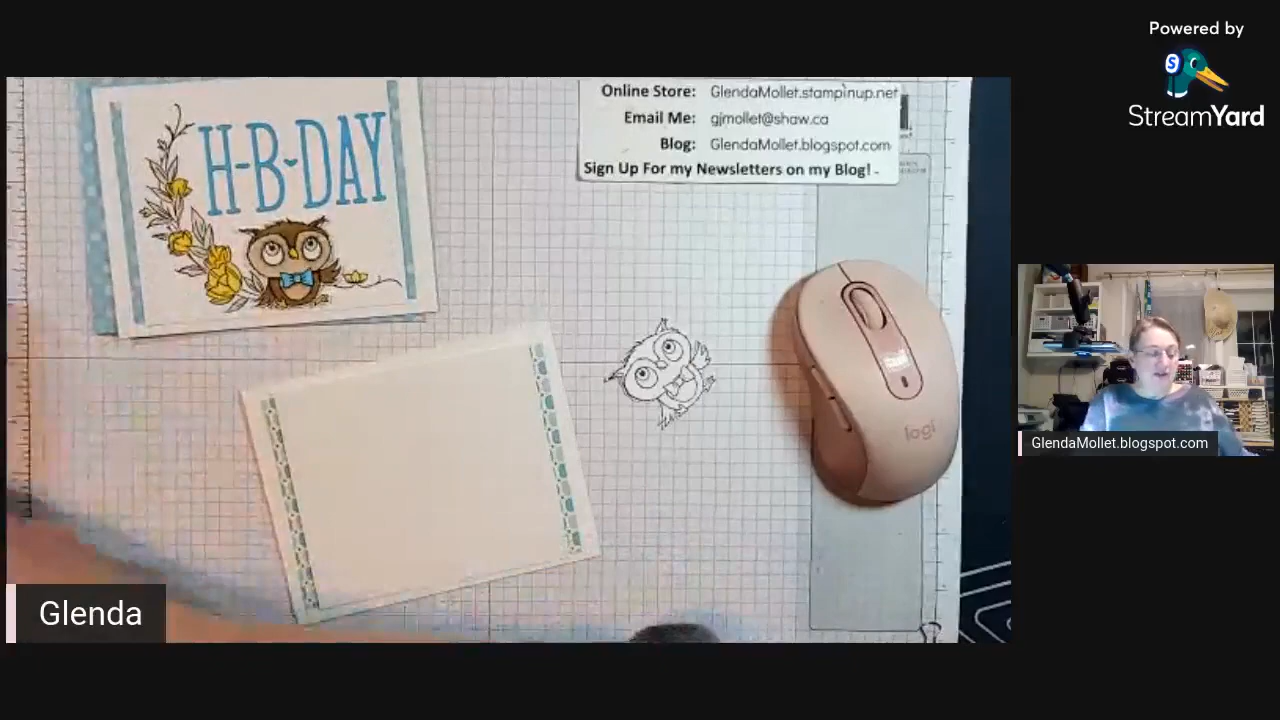 Powered by
S
StreamYard
Online Store: GlendaMollet.stampinup.net
Email Me: gjmollet@shaw.ca
Blog: GlendaMollet.blogspot.com
Sign Up For my Newsletters on my Blog!
H-B-DAY
logi
GlendaMollet.blogspot.com
Glenda